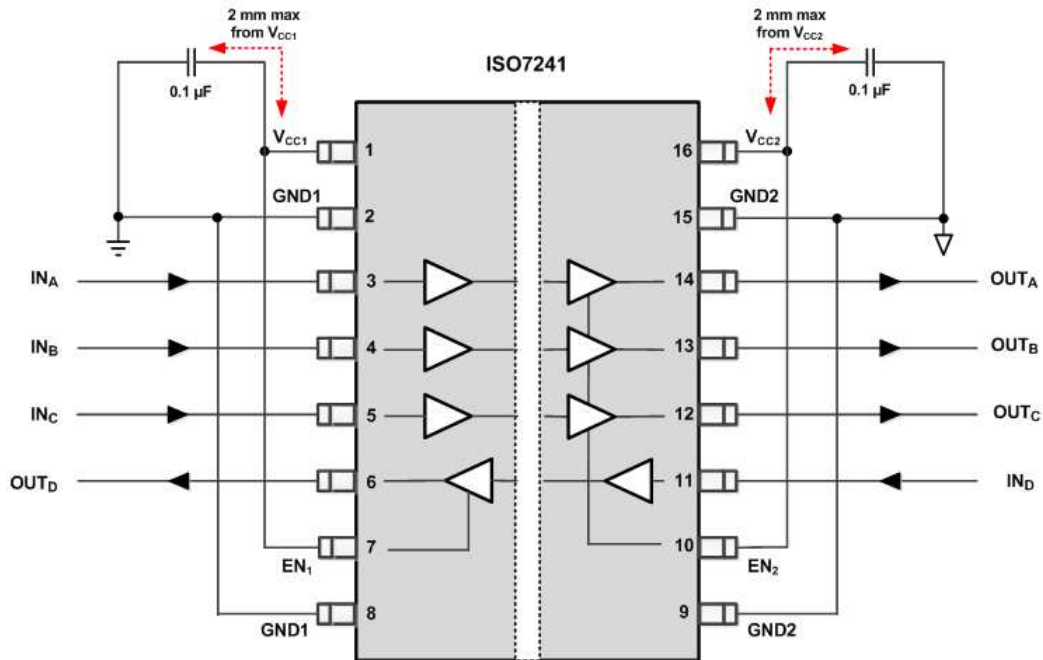 2 mm max
from VCC1
2 mm max
from VCC2
ISO7241
0.1 µF
0.1 µF
VCC1
1
16
VCC2
GND1
2
15
GND2
INA
3
14
OUTA
INB
4
13
OUTB
INC
5
12
OUTC
OUTD
6
11
IND
7
10
EN1
EN2
8
9
GND1
GND2